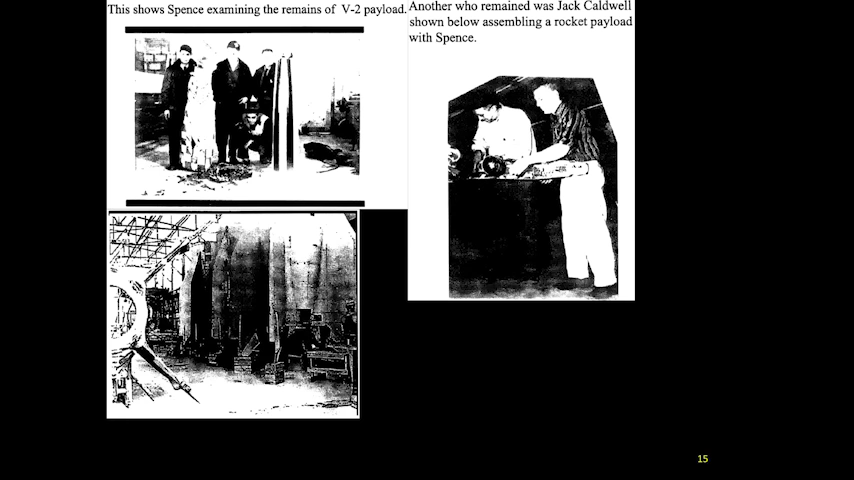 This shows Spence examining the remains of V-2 payload.
Another who remained was Jack Caldwell
shown below assembling a rocket payload
with Spence.
15